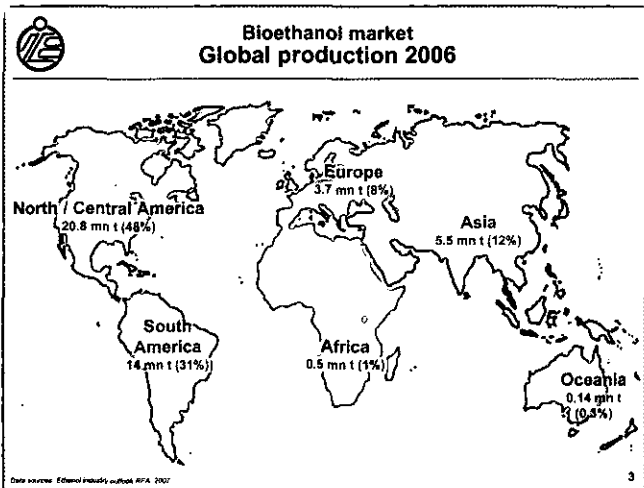 Bioethanol market
Global production 2006
Europe
3.7 mn t (8%)
North / Central America
20.8 mn t (48%)
Asia
5.5 mn t (12%)
South
America
14 mn t (31%)
Africa
0.5 mn t (1%)
Oceania
0.14 mn t
(0.3%)
Data sources: Ethanol industry outlook RFA, 2007
3